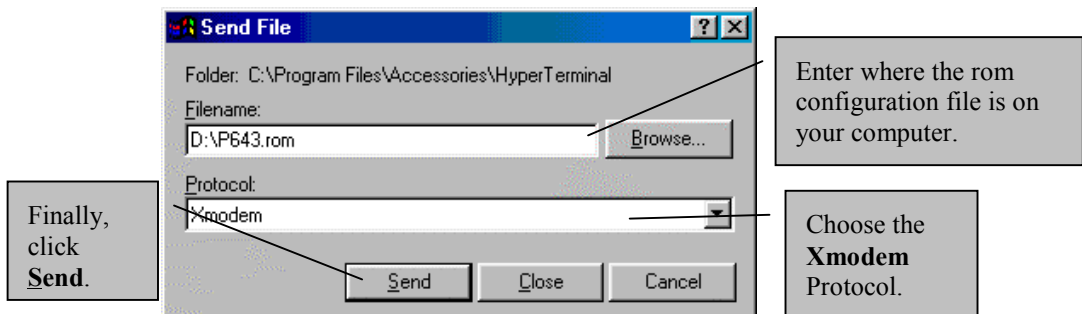 Send File
Folder: C:\Program Files\Accessories\HyperTerminal
Filename:
D:\P643.rom
Browse...
Protocol:
Xmodem
Send
Close
Cancel
Enter where the rom
configuration file is on
your computer.
Finally,
click
Send.
Choose the
Xmodem
Protocol.